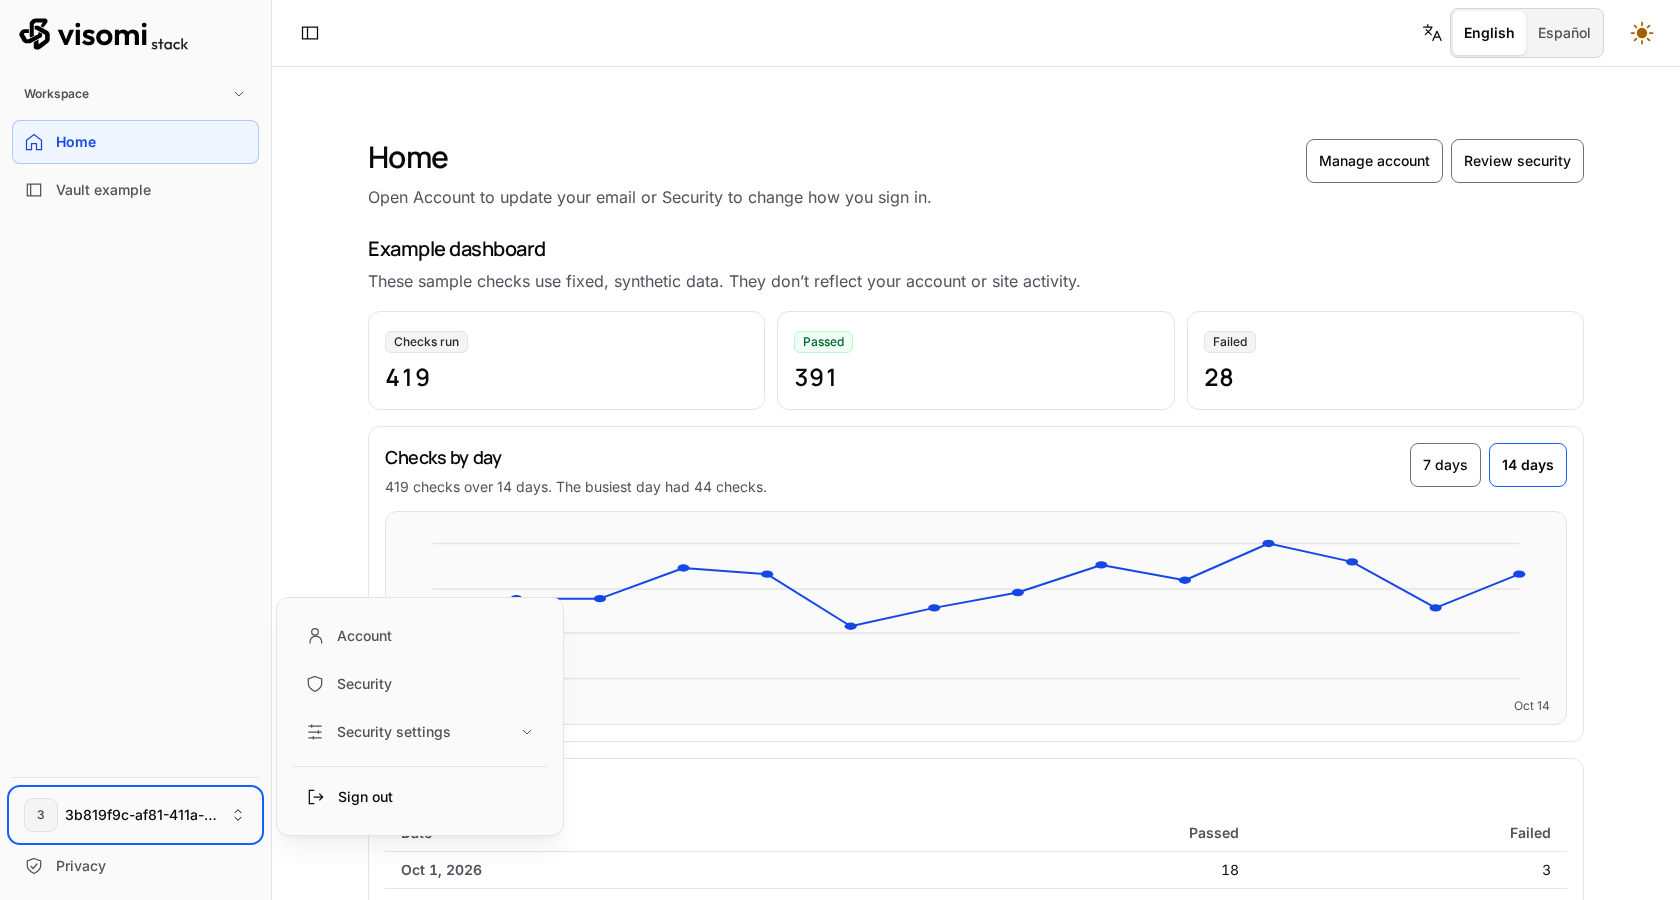 visomi stack
Workspace
Home
Vault example
3
3b819f9c-af81-411a-...
Privacy
English
Español
Home
Manage account
Review security
Open Account to update your email or Security to change how you sign in.
Example dashboard
These sample checks use fixed, synthetic data. They don’t reflect your account or site activity.
Checks run
419
Passed
391
Failed
28
Checks by day
7 days
14 days
419 checks over 14 days. The busiest day had 44 checks.
Oct 14
Account
Security
Security settings
Sign out
Passed
Failed
Oct 1, 2026
18
3